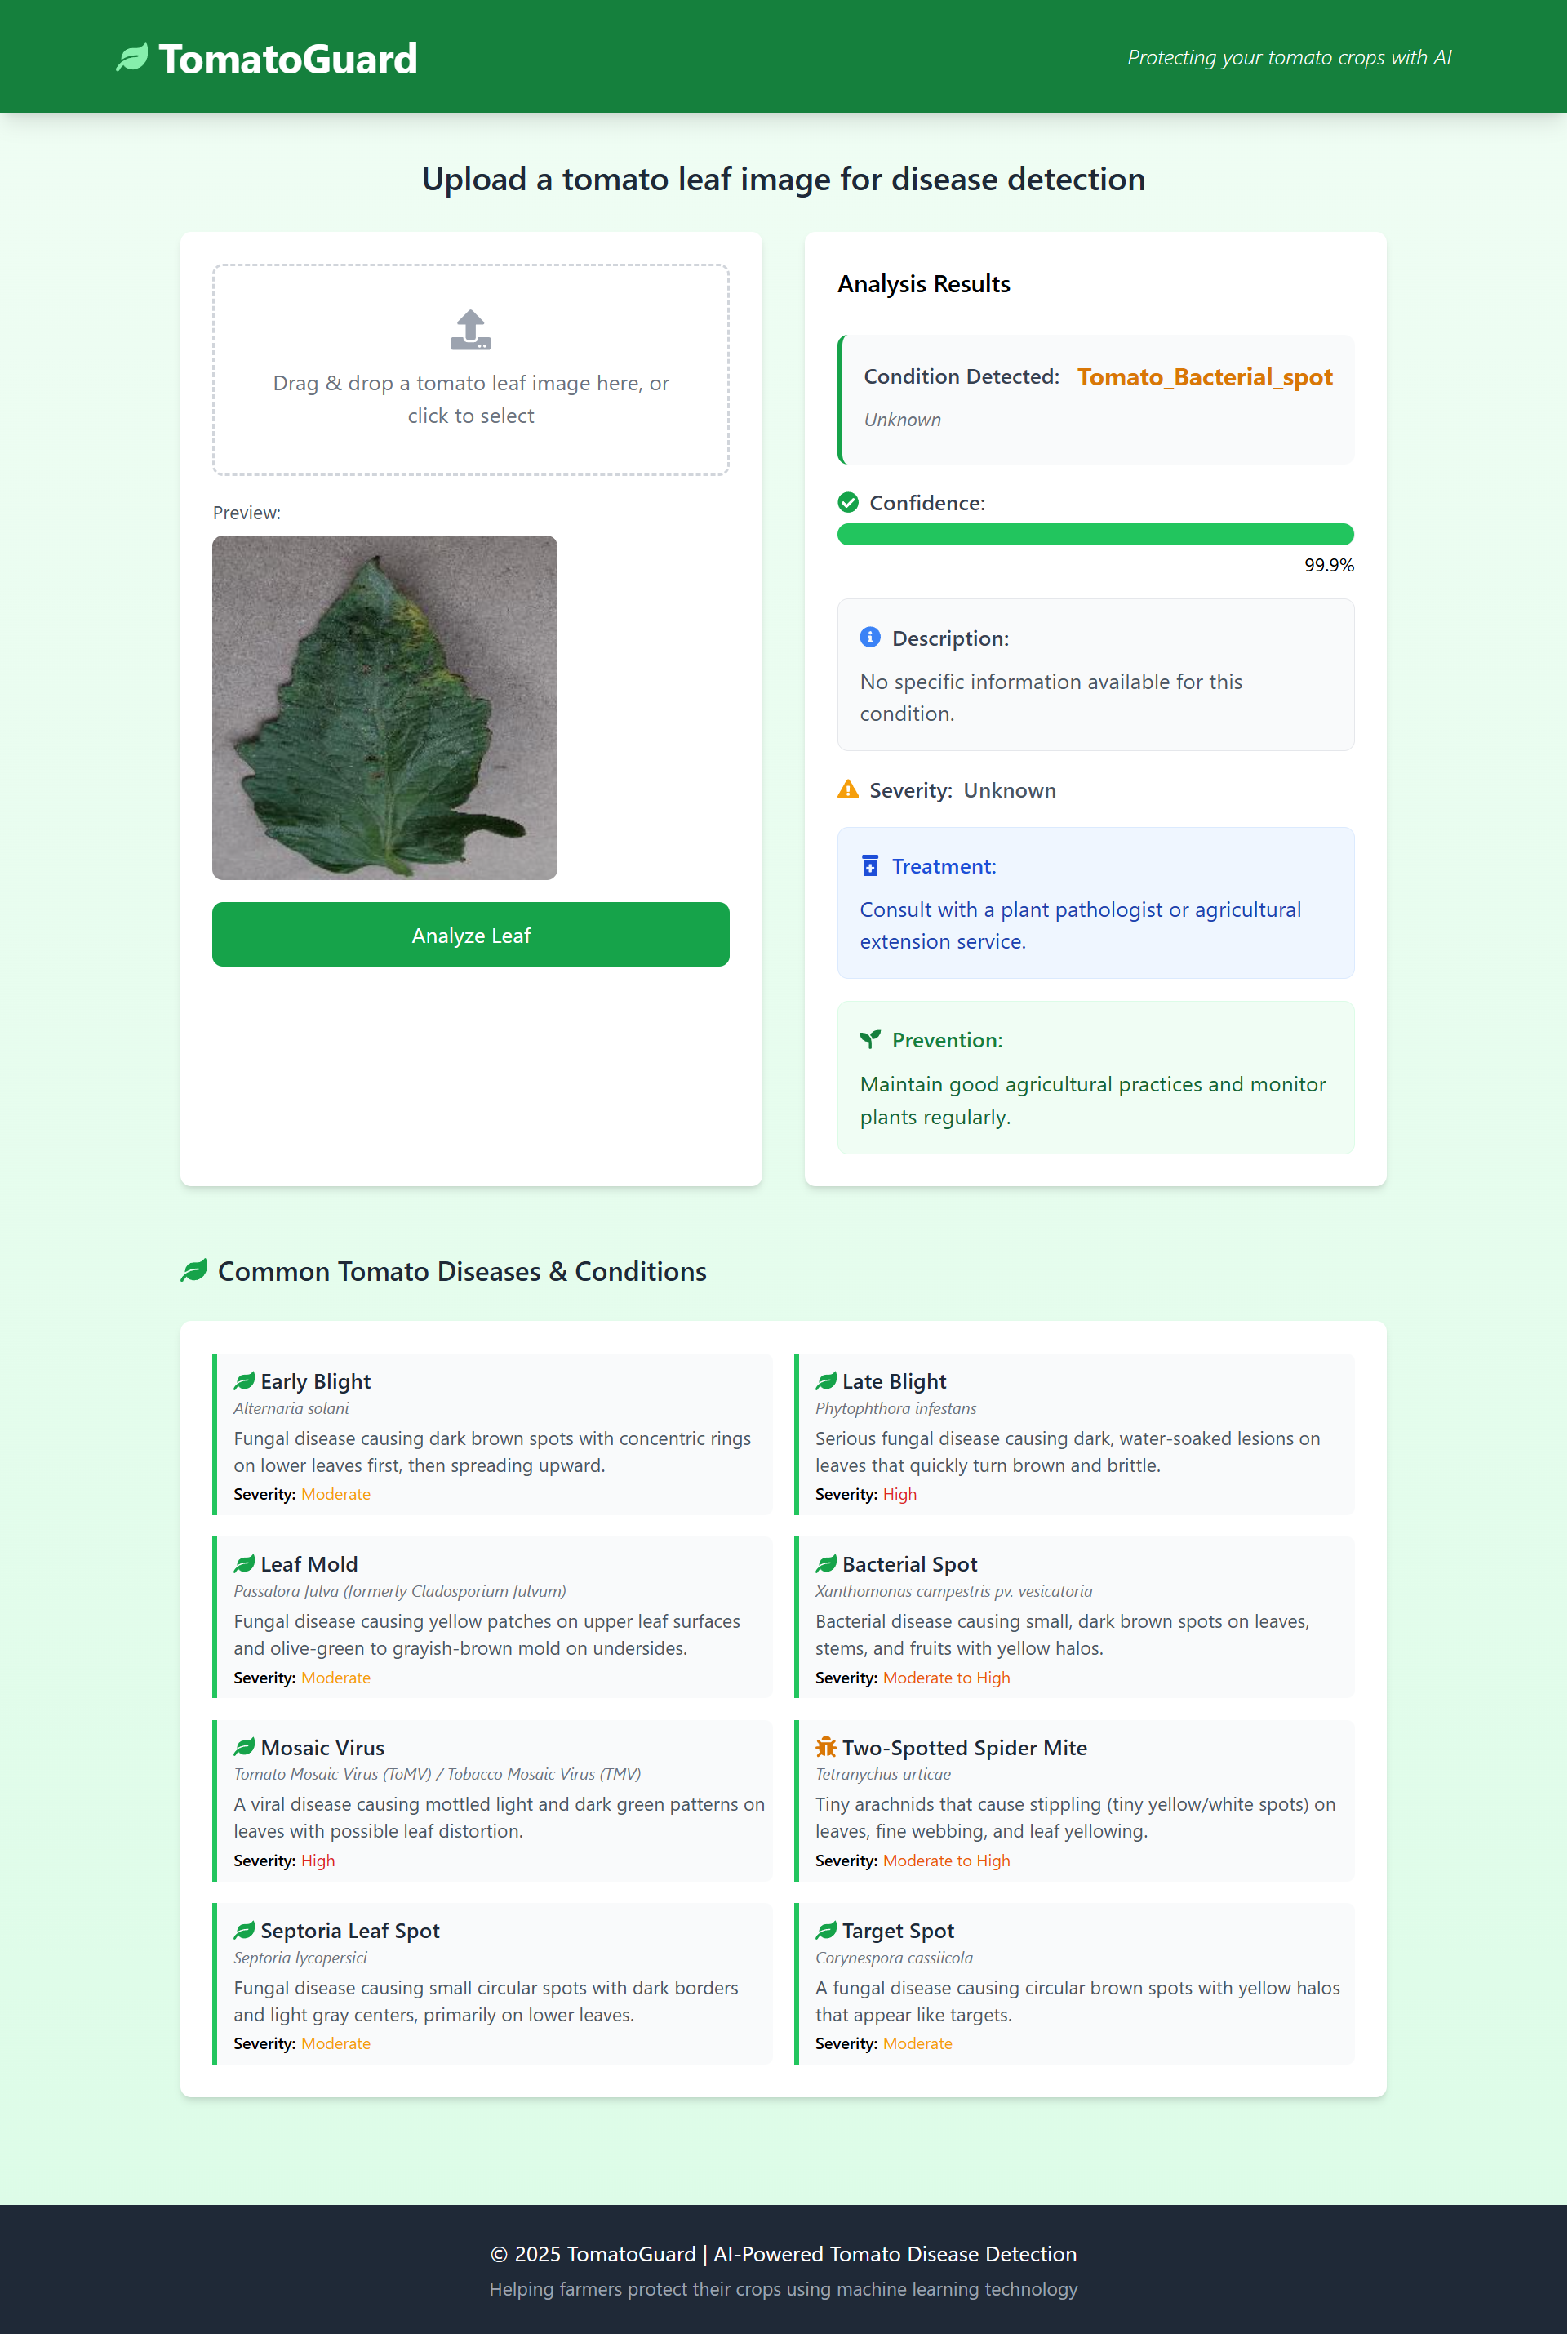 TomatoGuard
Protecting your tomato crops with AI
Upload a tomato leaf image for disease detection
Drag & drop a tomato leaf image here, or
click to select
Preview:
Analyze Leaf
Analysis Results
Condition Detected: Tomato_Bacterial_spot
Unknown
Confidence:
99.9%
Description:
No specific information available for this
condition.
Severity: Unknown
Treatment:
Consult with a plant pathologist or agricultural
extension service.
Prevention:
Maintain good agricultural practices and monitor
plants regularly.
Common Tomato Diseases & Conditions
Early Blight
Alternaria solani
Fungal disease causing dark brown spots with concentric rings
on lower leaves first, then spreading upward.
Severity: Moderate
Late Blight
Phytophthora infestans
Serious fungal disease causing dark, water-soaked lesions on
leaves that quickly turn brown and brittle.
Severity: High
Leaf Mold
Passalora fulva (formerly Cladosporium fulvum)
Fungal disease causing yellow patches on upper leaf surfaces
and olive-green to grayish-brown mold on undersides.
Severity: Moderate
Bacterial Spot
Xanthomonas campestris pv. vesicatoria
Bacterial disease causing small, dark brown spots on leaves,
stems, and fruits with yellow halos.
Severity: Moderate to High
Mosaic Virus
Tomato Mosaic Virus (ToMV) / Tobacco Mosaic Virus (TMV)
A viral disease causing mottled light and dark green patterns on
leaves with possible leaf distortion.
Severity: High
Two-Spotted Spider Mite
Tetranychus urticae
Tiny arachnids that cause stippling (tiny yellow/white spots) on
leaves, fine webbing, and leaf yellowing.
Severity: Moderate to High
Septoria Leaf Spot
Septoria lycopersici
Fungal disease causing small circular spots with dark borders
and light gray centers, primarily on lower leaves.
Severity: Moderate
Target Spot
Corynespora cassiicola
A fungal disease causing circular brown spots with yellow halos
that appear like targets.
Severity: Moderate
© 2025 TomatoGuard | AI-Powered Tomato Disease Detection
Helping farmers protect their crops using machine learning technology